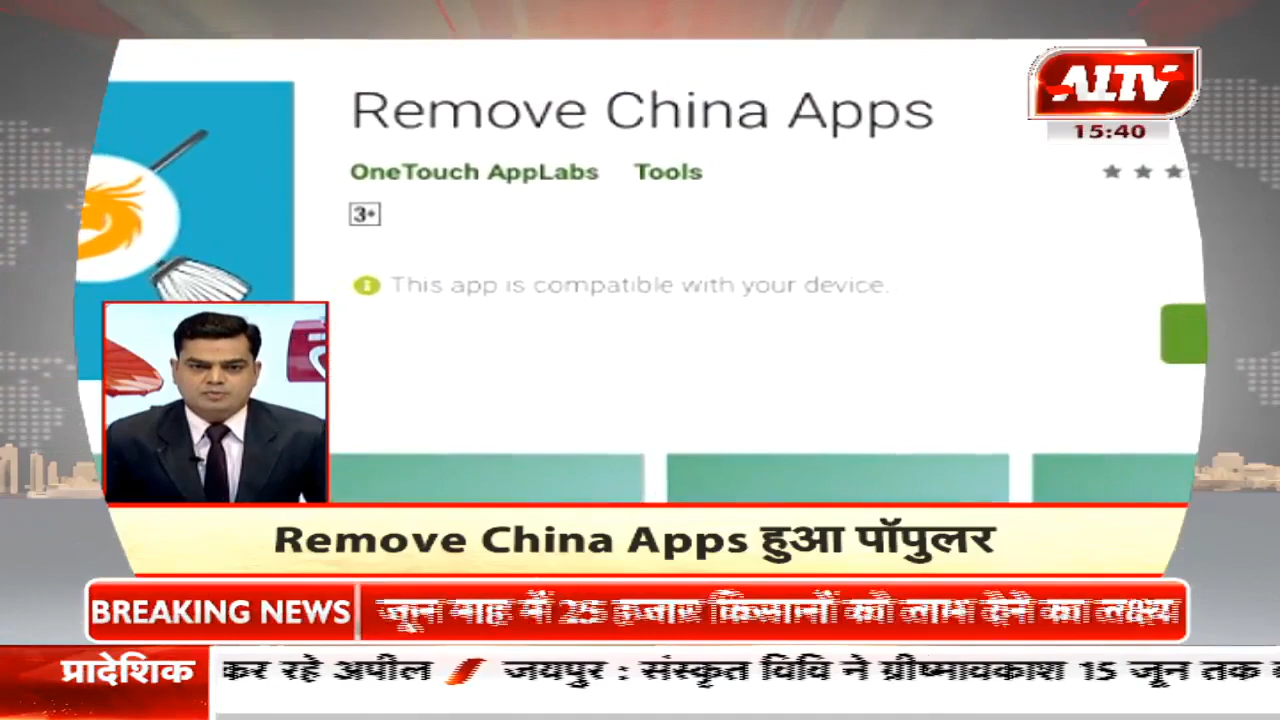 Remove China Apps
ALTV
15:40
OneTouch AppLabs Tools
3+
This app is compatible with your device.
Remove China Apps हुआ पॉपुलर
BREAKING NEWS
जून माह में 25 हजार किसानों को लाभ देने का लक्ष्य
प्रादेशिक
कर रहे अपील / जयपुर : संस्कृत विवि ने ग्रीष्मावकाश 15 जून तक